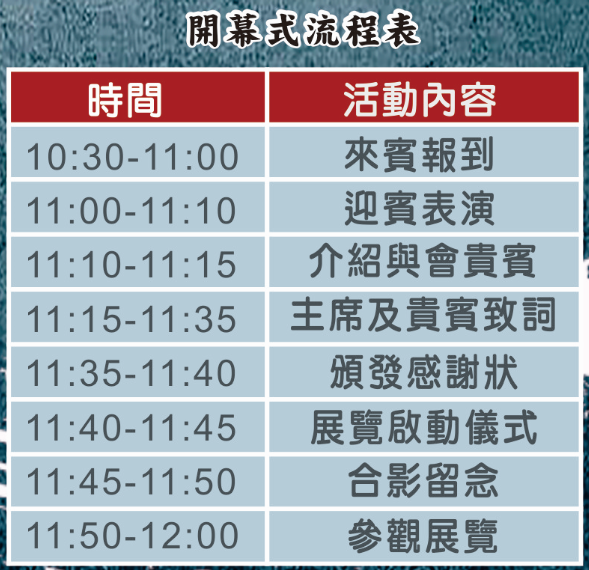 開幕式流程表
時間 活動內容
10:30-11:00 來賓報到
11:00-11:10 迎賓表演
11:10-11:15 介紹與會貴賓
11:15-11:35 主席及貴賓致詞
11:35-11:40 頒發感謝狀
11:40-11:45 展覽啟動儀式
11:45-11:50 合影留念
11:50-12:00 參觀展覽